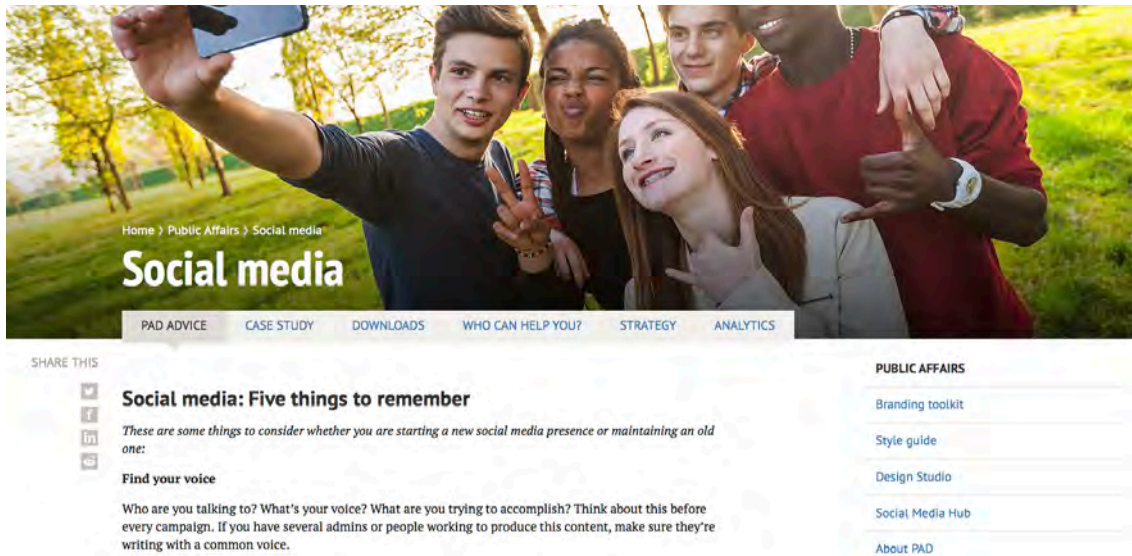 Home > Public Affairs > Social media
Social media
PAD ADVICE CASE STUDY DOWNLOADS WHO CAN HELP YOU? STRATEGY ANALYTICS
SHARE THIS
Social media: Five things to remember
These are some things to consider whether you are starting a new social media presence or maintaining an old
one:
Find your voice
Who are you talking to? What's your voice? What are you trying to accomplish? Think about this before
every campaign. If you have several admins or people working to produce this content, make sure they're
writing with a common voice.
PUBLIC AFFAIRS
Branding toolkit
Style guide
Design Studio
Social Media Hub
About PAD